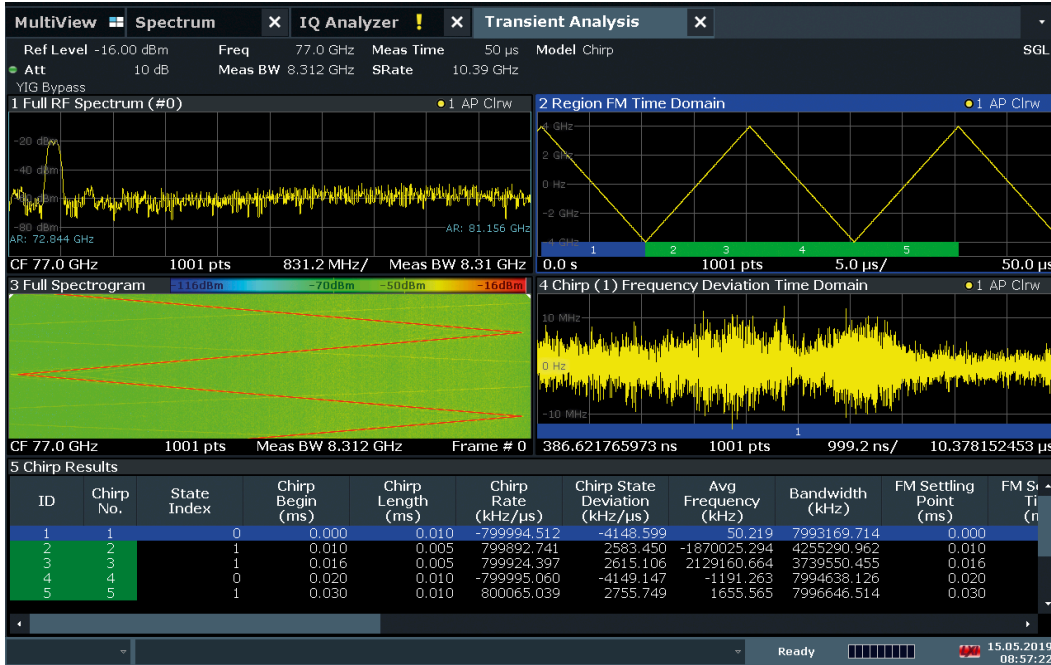 MultiView Spectrum IQ Analyzer ! Transient Analysis
Ref Level -16.00 dBm Freq 77.0 GHz Meas Time 50 µs Model Chirp SGL
Att 10 dB Meas BW 8.312 GHz SRate 10.39 GHz
YIG Bypass
1 Full RF Spectrum (#0) 1 AP Clrw
-20 dBm
-40 dBm
-80 dBm
AR: 72.844 GHz AR: 81.156 GHz
CF 77.0 GHz 1001 pts 831.2 MHz/ Meas BW 8.31 GHz
2 Region FM Time Domain 1 AP Clrw
4 GHz
2 GHz
0 Hz
-2 GHz
-4 GHz
1 2 3 4 5
0.0 s 1001 pts 5.0 µs/ 50.0 µs
3 Full Spectrogram -116dBm -70dBm -50dBm -16dBm
CF 77.0 GHz 1001 pts Meas BW 8.312 GHz Frame # 0
4 Chirp (1) Frequency Deviation Time Domain 1 AP Clrw
10 MHz
0 Hz
-10 MHz
1
386.621765973 ns 1001 pts 999.2 ns/ 10.378152453 µs
5 Chirp Results
ID Chirp No. State Index Chirp Begin (ms) Chirp Length (ms) Chirp Rate (kHz/µs) Chirp State Deviation (kHz/µs) Avg Frequency (kHz) Bandwidth (kHz) FM Settling Point (ms)
1 1 0 0.000 0.010 -799994.512 -4148.599 50.219 7993169.714 0.000
2 2 1 0.010 0.005 799892.741 2583.450 -1870025.294 4255290.962 0.010
3 3 1 0.016 0.005 799924.397 2615.106 2129160.664 3739550.455 0.016
4 4 0 0.020 0.010 -799995.060 -4149.147 -1191.263 7994638.126 0.020
5 5 1 0.030 0.010 800065.039 2755.749 1655.565 7996646.514 0.030
Ready 15.05.2019
08:57:22